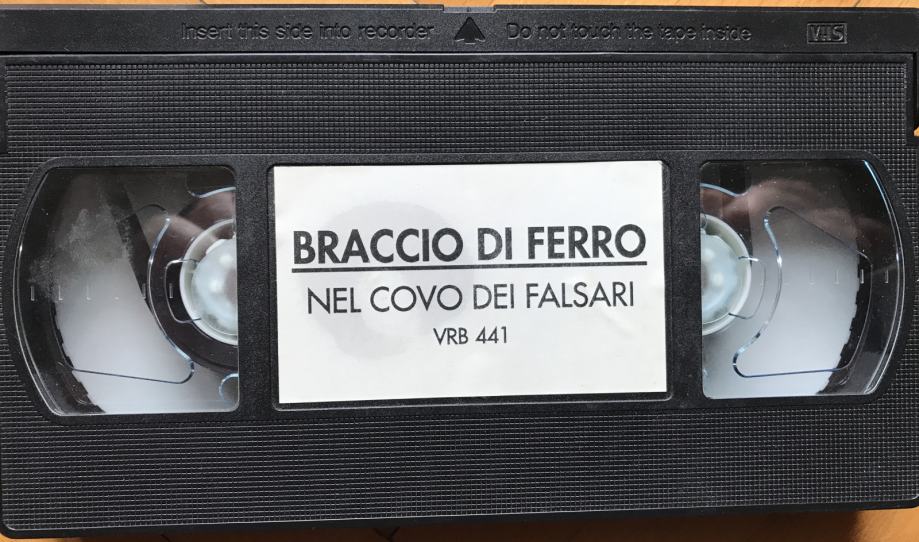 Insert this side into recorder
Do not touch the tape inside
VHS
BRACCIO DI FERRO
NEL COVO DEI FALSARI
VRB 441